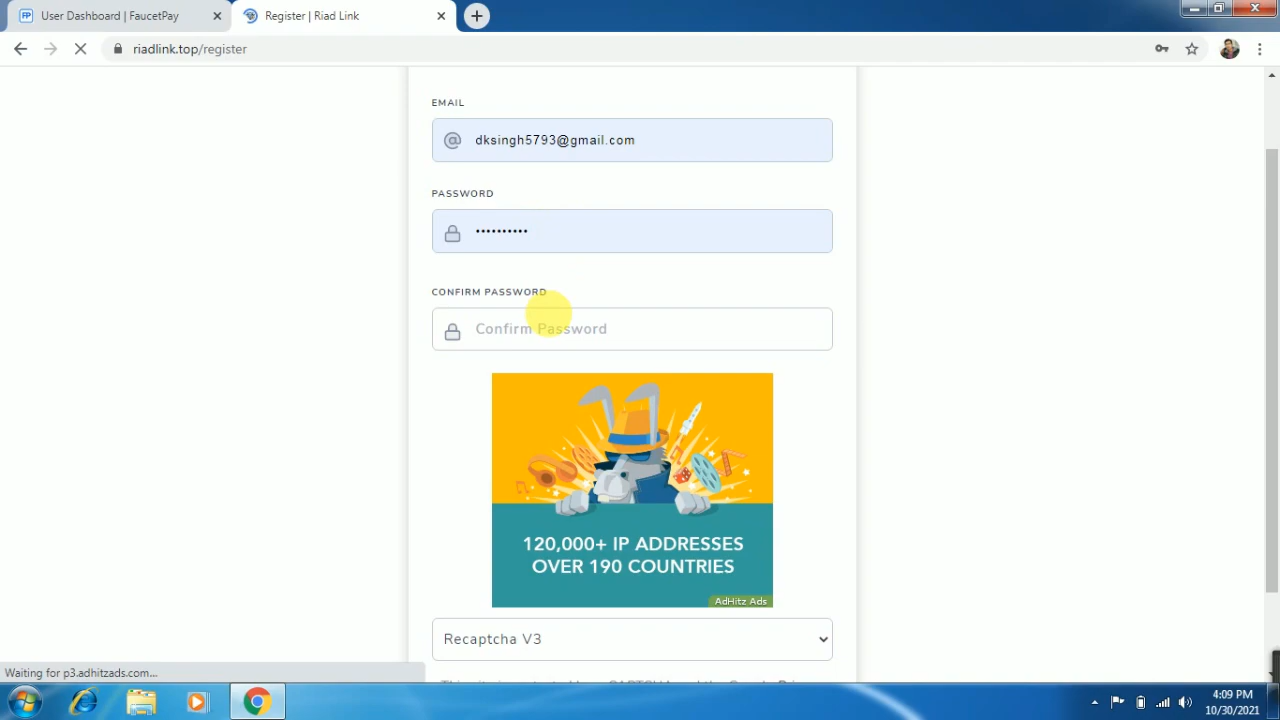 User Dashboard | FaucetPay
Register | Riad Link
riadlink.top/register
EMAIL
dksingh5793@gmail.com
PASSWORD
••••••••••
CONFIRM PASSWORD
Confirm Password
120,000+ IP ADDRESSES
OVER 190 COUNTRIES
AdHitz Ads
Recaptcha V3
Waiting for p3.adhitzads.com...
4:09 PM
10/30/2021